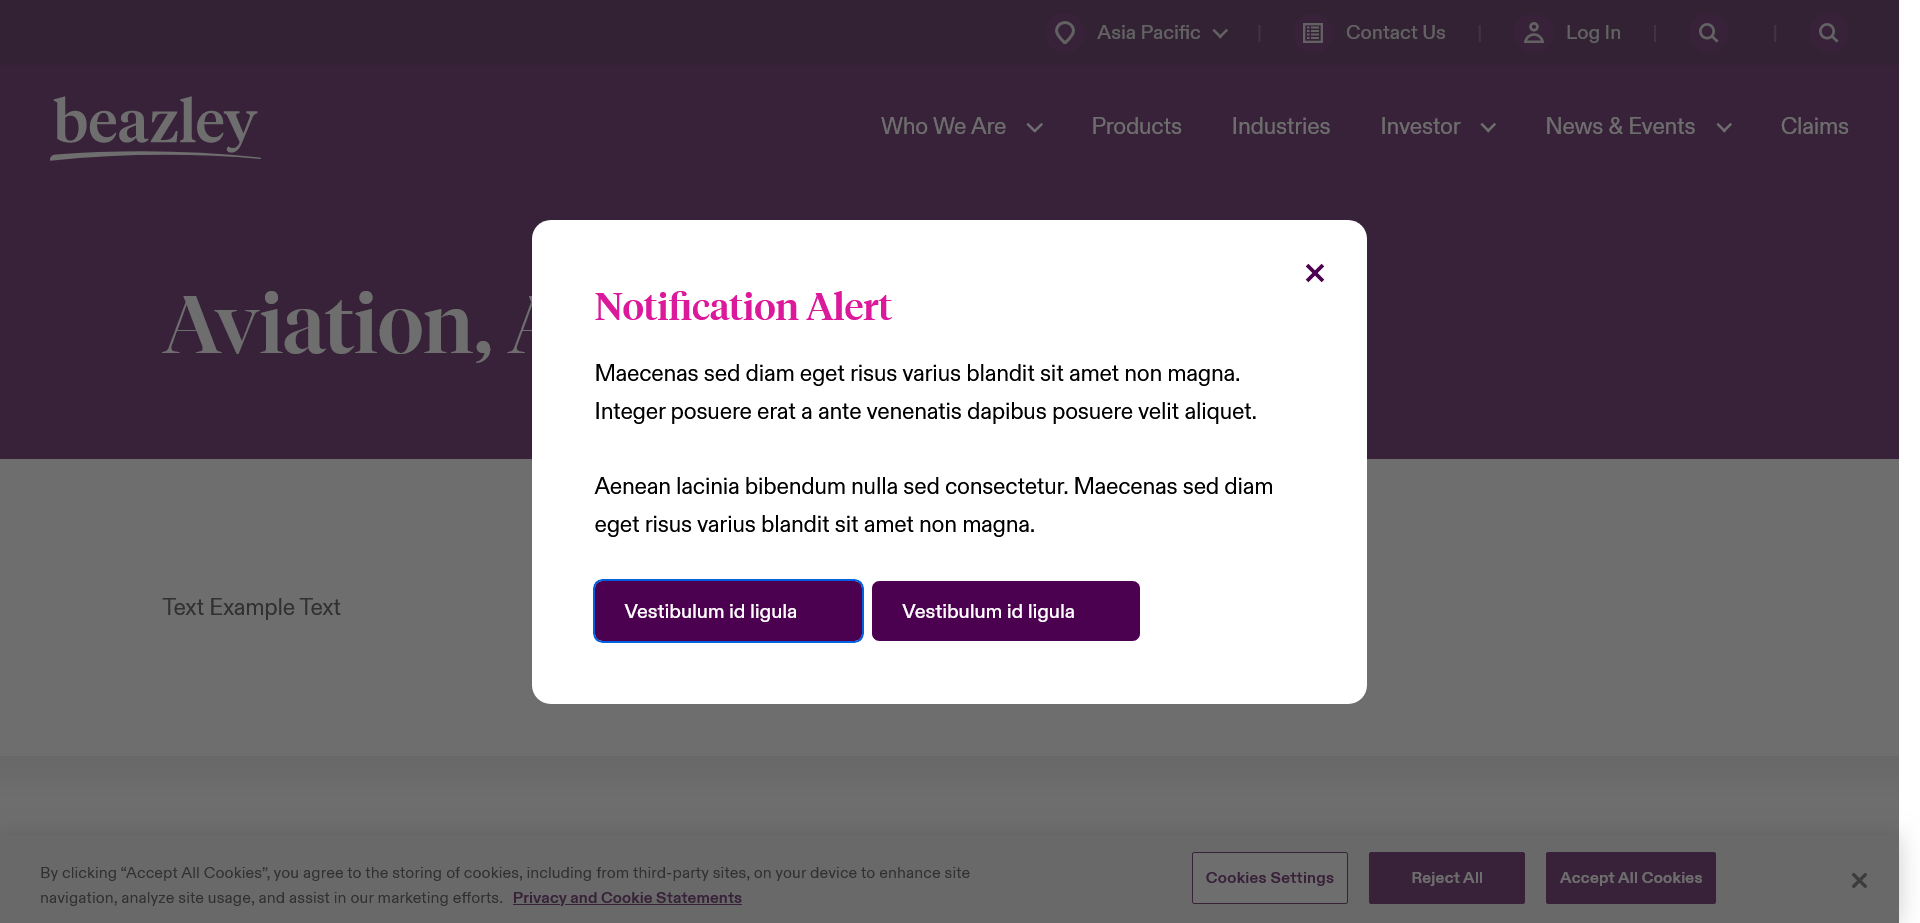 Asia Pacific
Contact Us
Log In
beazley
Who We Are
Products
Industries
Investor
News & Events
Claims
Aviation,
Notification Alert
Maecenas sed diam eget risus varius blandit sit amet non magna.
Integer posuere erat a ante venenatis dapibus posuere velit aliquet.
Aenean lacinia bibendum nulla sed consectetur. Maecenas sed diam
eget risus varius blandit sit amet non magna.
Vestibulum id ligula
Vestibulum id ligula
Text Example Text
By clicking “Accept All Cookies”, you agree to the storing of cookies, including from third-party sites, on your device to enhance site
navigation, analyze site usage, and assist in our marketing efforts. Privacy and Cookie Statements
Cookies Settings
Reject All
Accept All Cookies